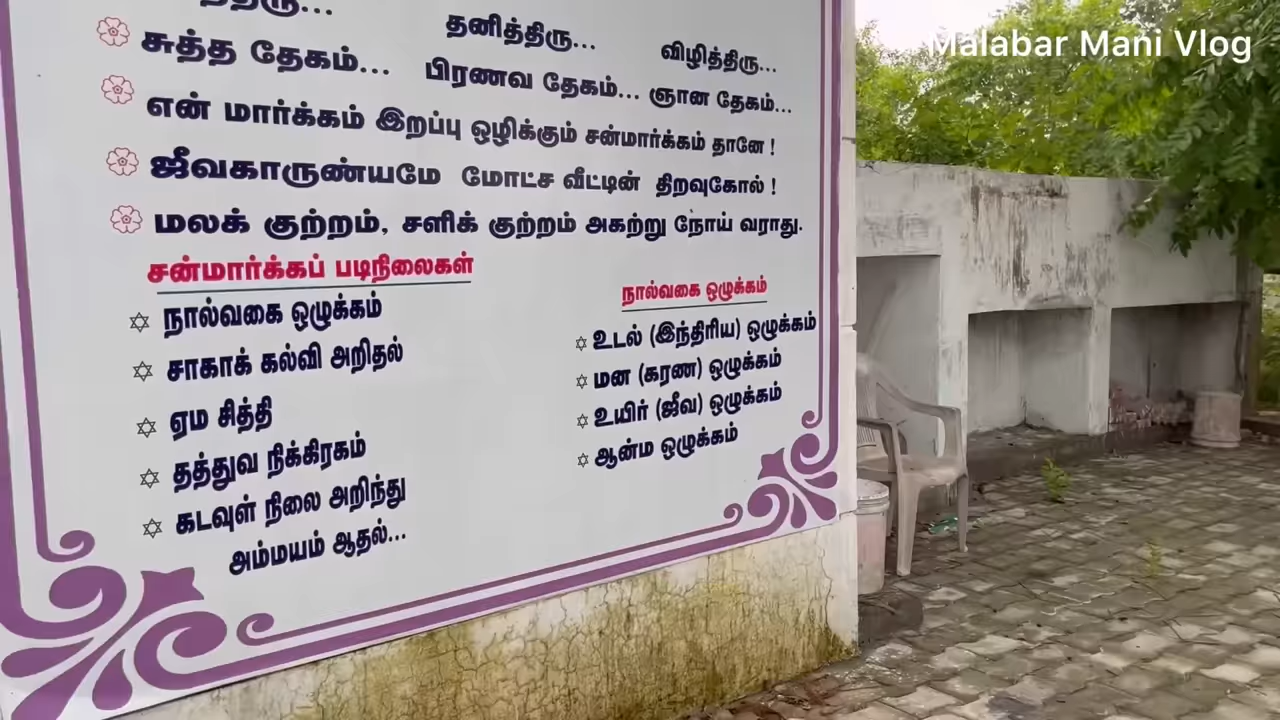 Malabar Mani Vlog
தனித்திரு... விழித்திரு...
சுத்த தேகம்... பிரணவ தேகம்... ஞான தேகம்...
என் மார்க்கம் இறப்பு ஒழிக்கும் சன்மார்க்கம் தானே !
ஜீவகாருண்யமே மோட்ச வீட்டின் திறவுகோல் !
மலக் குற்றம், சளிக் குற்றம் அகற்று நோய் வராது.
சன்மார்க்கப் படிநிலைகள்
நால்வகை ஒழுக்கம்
சாகாக் கல்வி அறிதல்
ஏம சித்தி
தத்துவ நிக்கிரகம்
கடவுள் நிலை அறிந்து
அம்மயம் ஆதல்...
நால்வகை ஒழுக்கம்
உடல் (இந்திரிய) ஒழுக்கம்
மன (கரண) ஒழுக்கம்
உயிர் (ஜீவ) ஒழுக்கம்
ஆன்ம ஒழுக்கம்